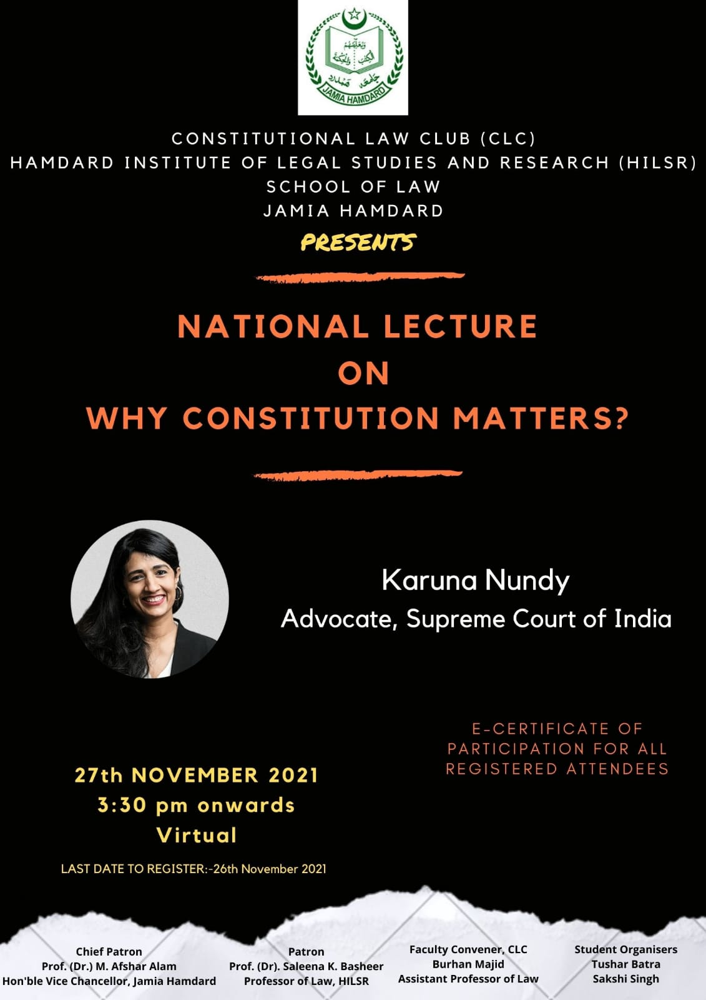 وَيُعَلِّمُهُمُ
الْكِتٰبَ وَالْحِكْمَةَ
جامعہ ہمدرد
JAMIA HAMDARD
CONSTITUTIONAL LAW CLUB (CLC)
HAMDARD INSTITUTE OF LEGAL STUDIES AND RESEARCH (HILSR)
SCHOOL OF LAW
JAMIA HAMDARD
PRESENTS
NATIONAL LECTURE
ON
WHY CONSTITUTION MATTERS?
Karuna Nundy
Advocate, Supreme Court of India
E-CERTIFICATE OF
PARTICIPATION FOR ALL
REGISTERED ATTENDEES
27th NOVEMBER 2021
3:30 pm onwards
Virtual
LAST DATE TO REGISTER:-26th November 2021
Chief Patron
Prof. (Dr.) M. Afshar Alam
Hon'ble Vice Chancellor, Jamia Hamdard
Patron
Prof. (Dr). Saleena K. Basheer
Professor of Law, HILSR
Faculty Convener, CLC
Burhan Majid
Assistant Professor of Law
Student Organisers
Tushar Batra
Sakshi Singh